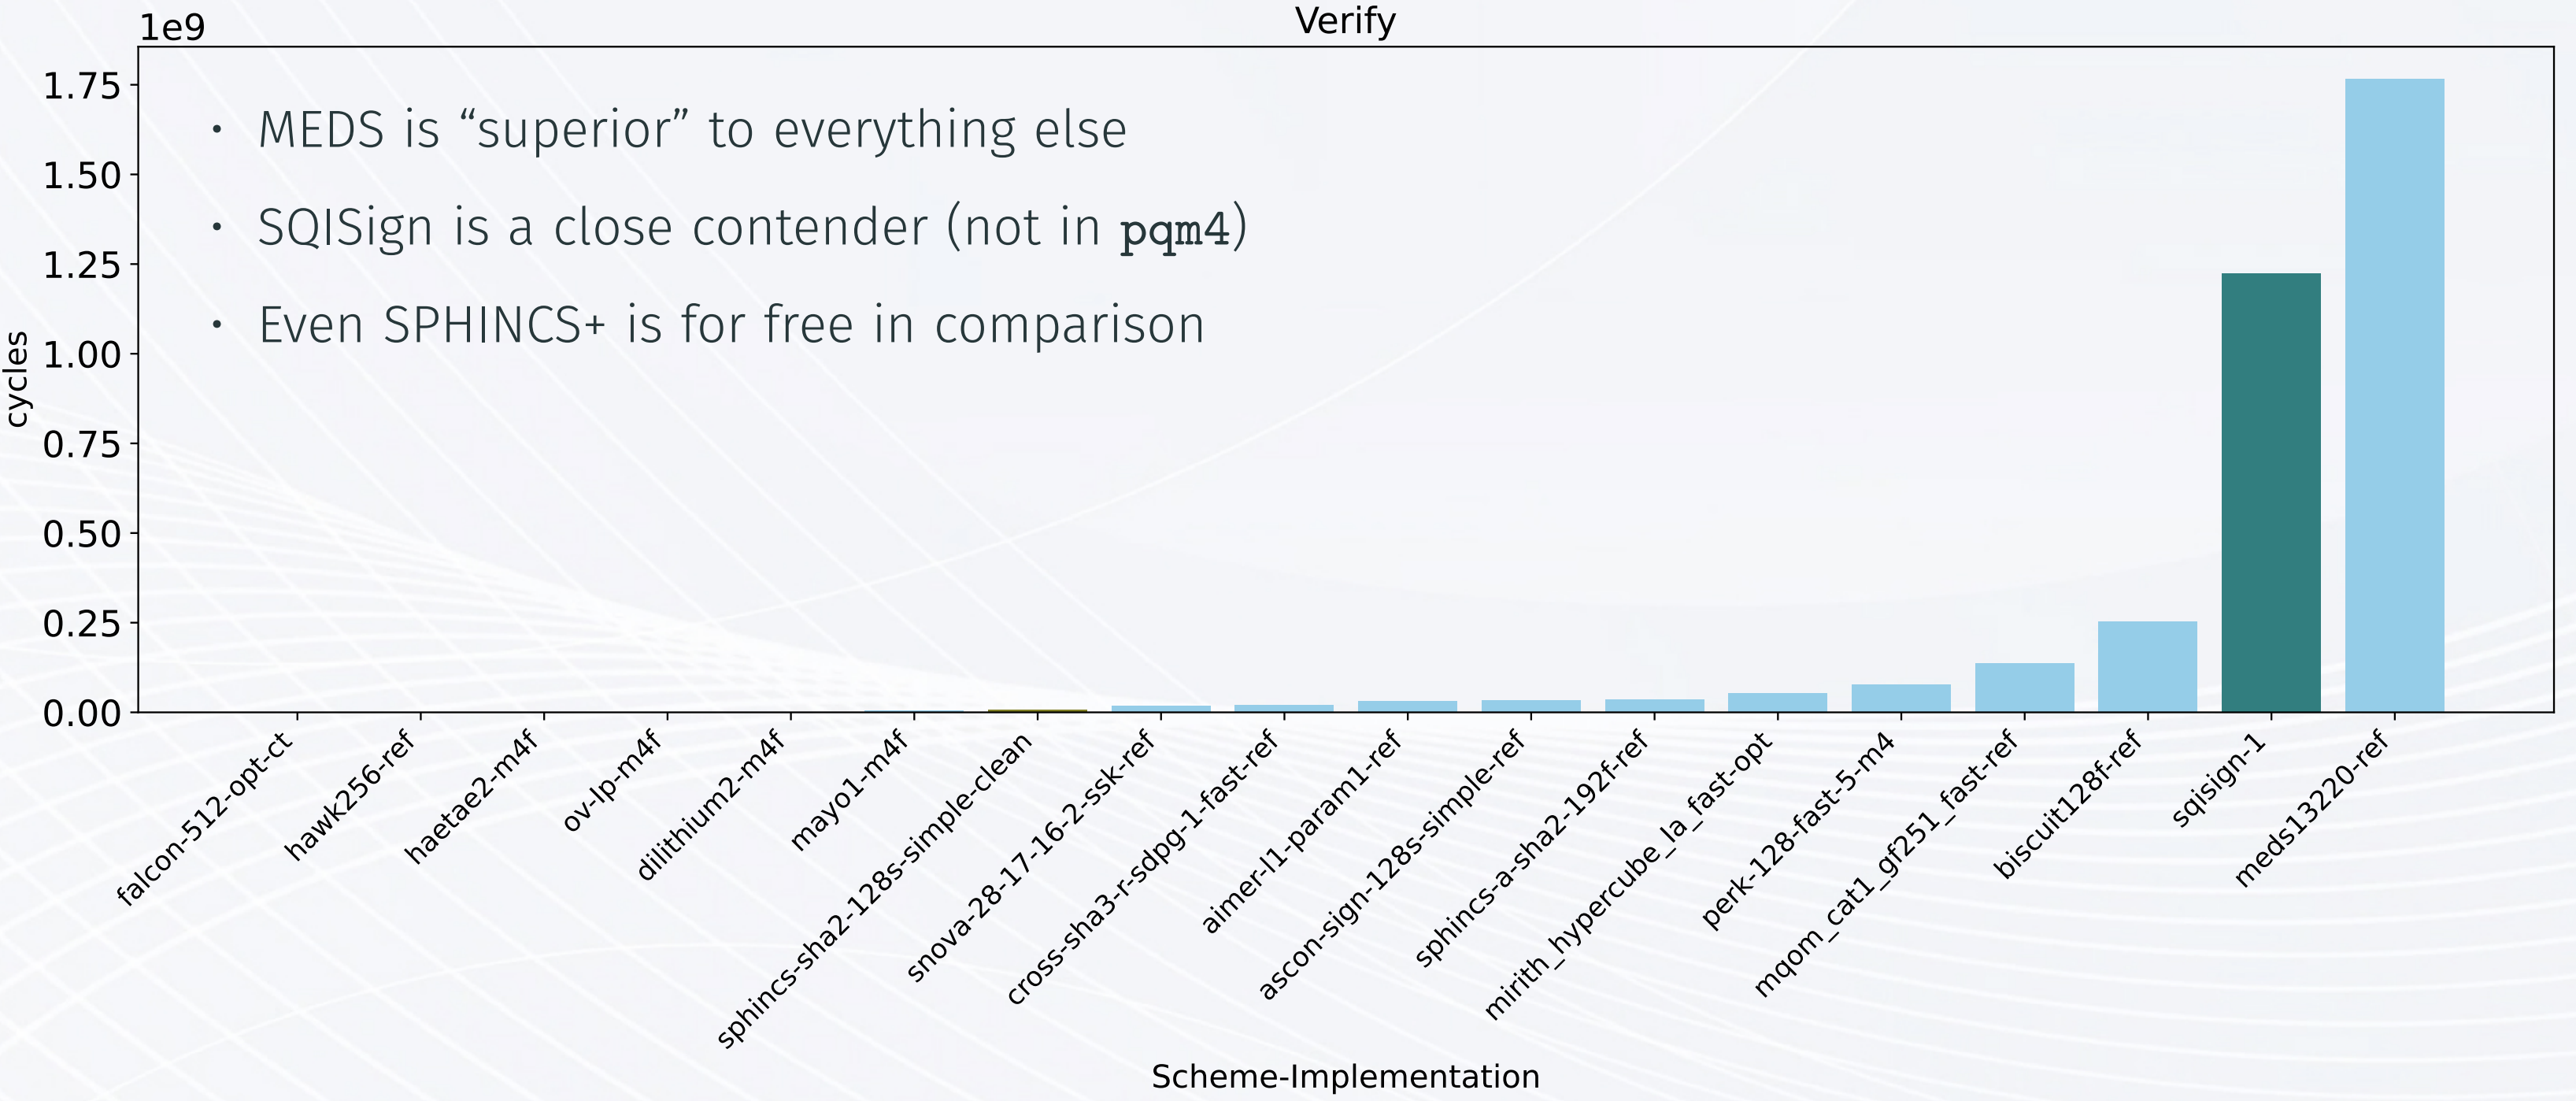 Verify
1e9
1.75
1.50
1.25
1.00
0.75
0.50
0.25
0.00
cycles
• MEDS is “superior” to everything else
• SQISign is a close contender (not in pqm4)
• Even SPHINCS+ is for free in comparison
falcon-512-opt-ct
hawk256-ref
haetae2-m4f
ov-lp-m4f
dilithium2-m4f
mayo1-m4f
sphincs-sha2-128s-simple-clean
snova-28-17-16-2-ssk-ref
cross-sha3-r-sdpg-1-fast-ref
aimer-l1-param1-ref
ascon-sign-128s-simple-ref
sphincs-a-sha2-192f-ref
mirith_hypercube_la_fast-opt
perk-128-fast-5-m4
mqom_cat1_gf251_fast-ref
biscuit128f-ref
sqisign-1
meds13220-ref
Scheme-Implementation